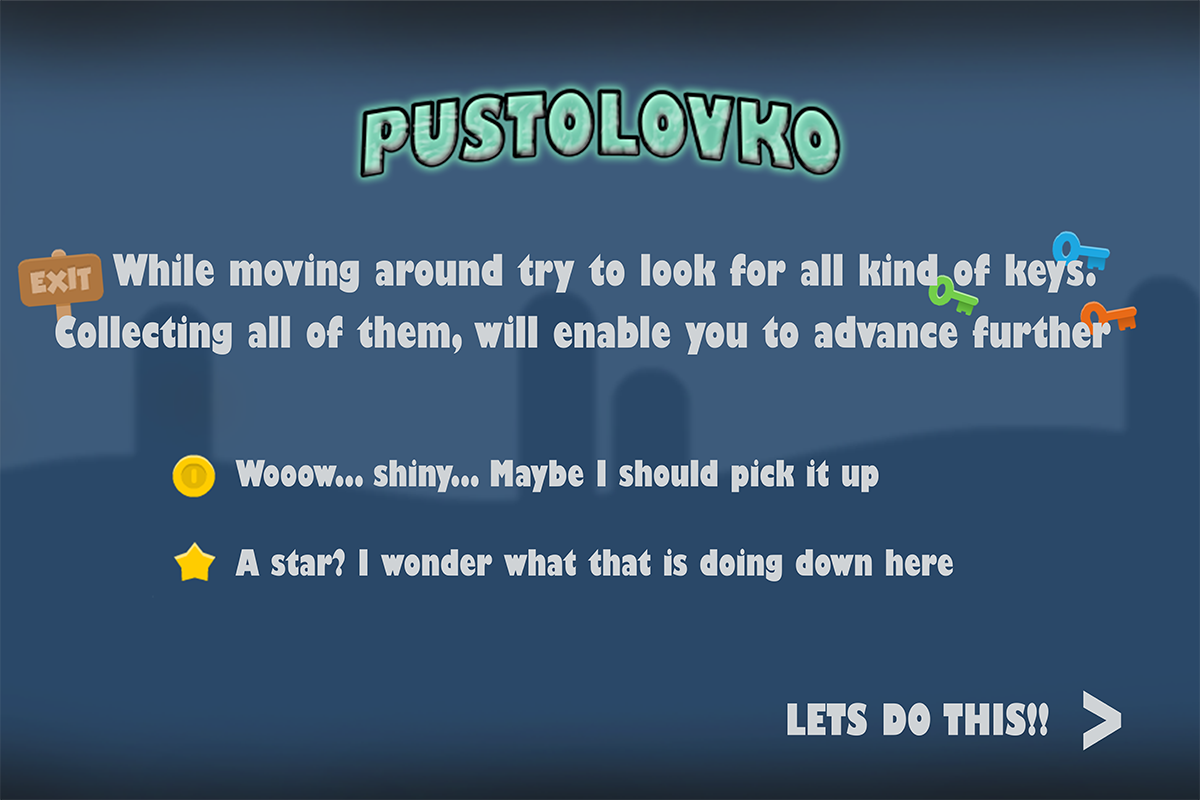 PUSTOLOVKO
EXIT
While moving around try to look for all kind of keys.
Collecting all of them, will enable you to advance further
Wooow... shiny... Maybe I should pick it up
A star? I wonder what that is doing down here
LETS DO THIS!! >